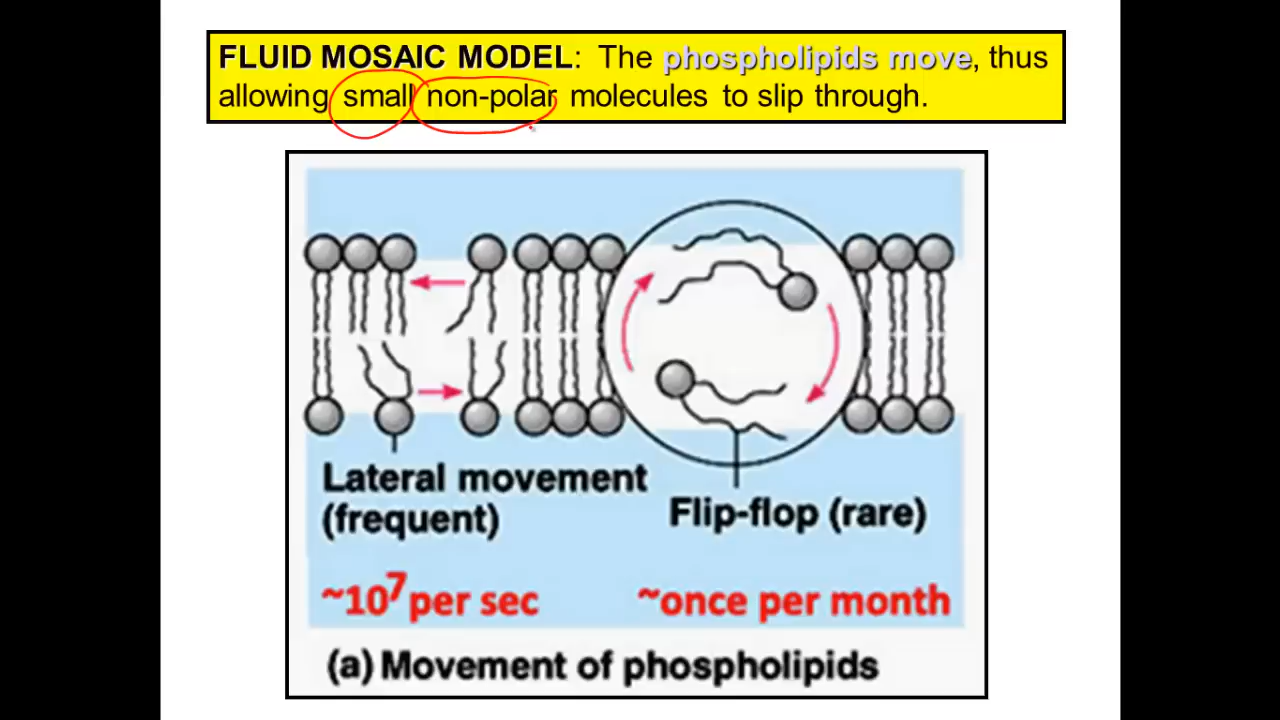 FLUID MOSAIC MODEL: The phospholipids move, thus
allowing small non-polar molecules to slip through.
Lateral movement
(frequent)
Flip-flop (rare)
~10⁷ per sec
~once per month
(a) Movement of phospholipids